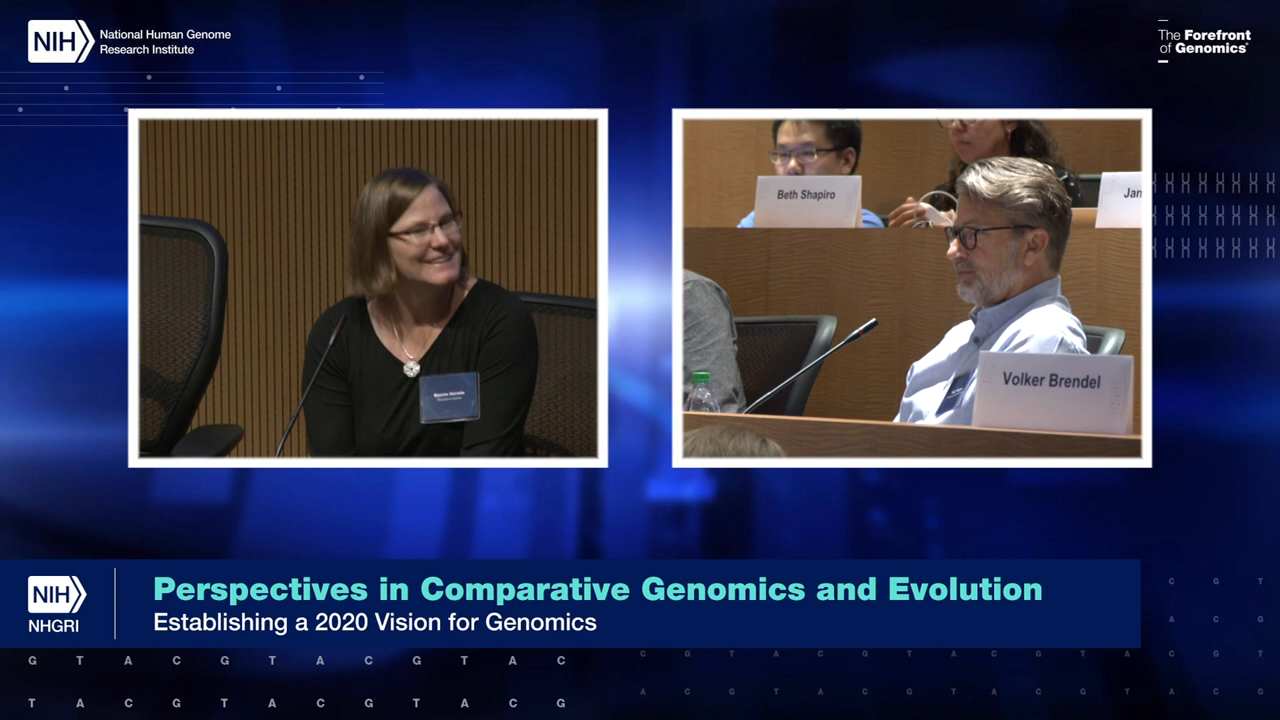 NIH
National Human Genome
Research Institute
The Forefront
of Genomics
Beth Shapiro
Jan
Volker Brendel
NIH
NHGRI
Perspectives in Comparative Genomics and Evolution
Establishing a 2020 Vision for Genomics
C G T
A C G
G T A C G T A C G T A C
C G T A C G T A C G T A C G T
T A C G T A C G T A C G
A C G T A C G T A C G T A C G